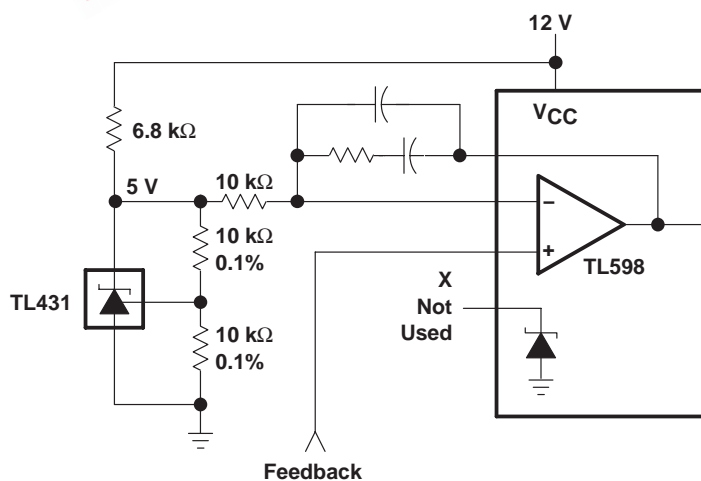 12 V
VCC
6.8 kΩ
5 V
10 kΩ
10 kΩ
0.1%
TL431
10 kΩ
0.1%
−
+
TL598
X
Not
Used
Feedback